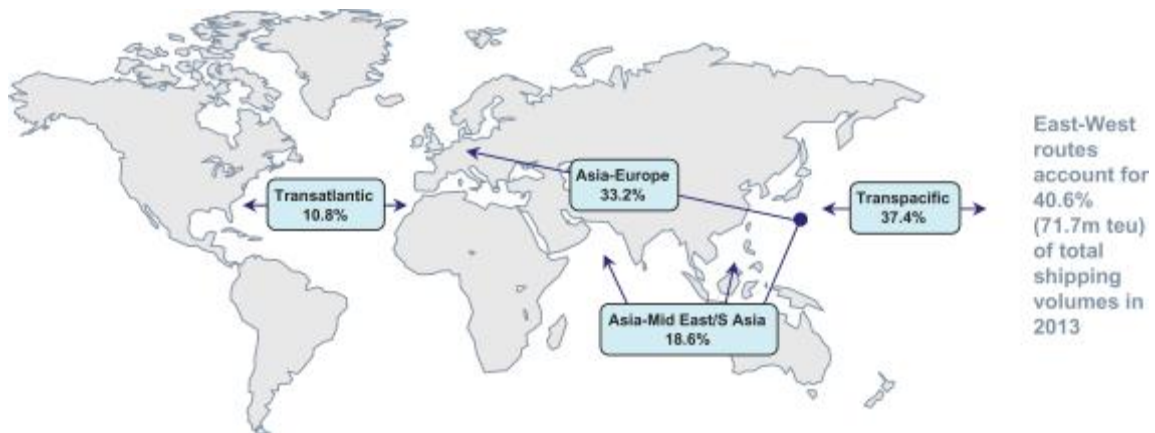 Transatlantic
10.8%
Asia-Europe
33.2%
Transpacific
37.4%
Asia-Mid East/S Asia
18.6%
East-West
routes
account for
40.6%
(71.7m teu)
of total
shipping
volumes in
2013